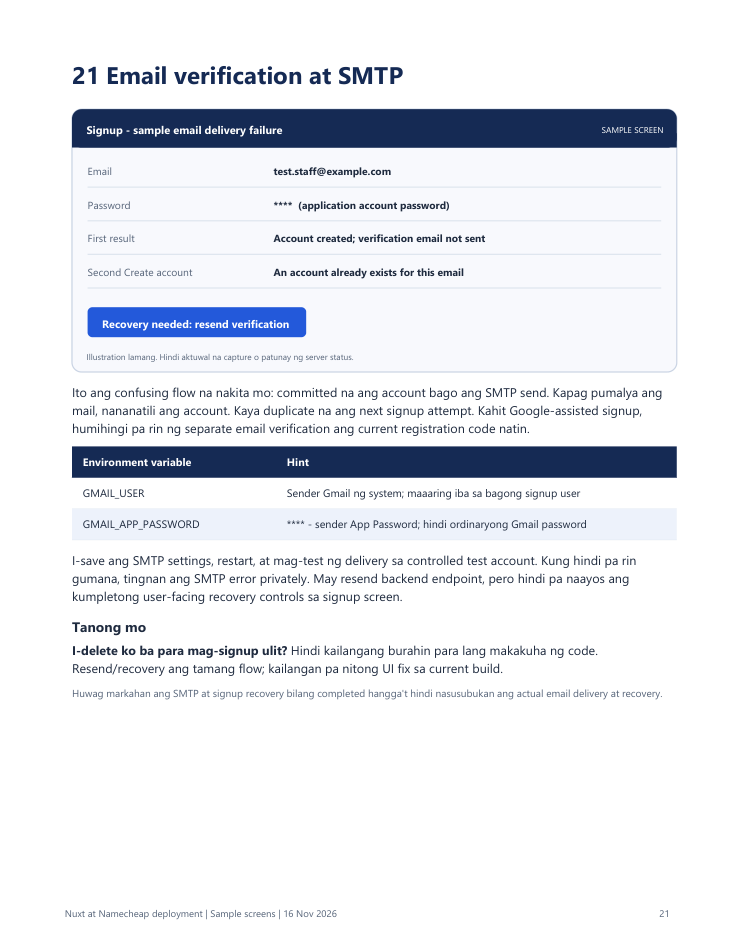 21 Email verification at SMTP
Signup - sample email delivery failure
SAMPLE SCREEN
Email
test.staff@example.com
Password
**** (application account password)
First result
Account created; verification email not sent
Second Create account
An account already exists for this email
Recovery needed: resend verification
Illustration lamang. Hindi aktuwal na capture o patunay ng server status.
Ito ang confusing flow na nakita mo: committed na ang account bago ang SMTP send. Kapag pumalya ang
mail, nananatili ang account. Kaya duplicate na ang next signup attempt. Kahit Google-assisted signup,
humihingi pa rin ng separate email verification ang current registration code natin.
Environment variable
Hint
GMAIL_USER
Sender Gmail ng system; maaaring iba sa bagong signup user
GMAIL_APP_PASSWORD
**** - sender App Password; hindi ordinaryong Gmail password
I-save ang SMTP settings, restart, at mag-test ng delivery sa controlled test account. Kung hindi pa rin
gumana, tingnan ang SMTP error privately. May resend backend endpoint, pero hindi pa naayos ang
kumpletong user-facing recovery controls sa signup screen.
Tanong mo
I-delete ko ba para mag-signup ulit? Hindi kailangang burahin para lang makakuha ng code.
Resend/recovery ang tamang flow; kailangan pa nitong UI fix sa current build.
Huwag markahan ang SMTP at signup recovery bilang completed hangga't hindi nasusubukan ang actual email delivery at recovery.
Nuxt at Namecheap deployment | Sample screens | 16 Nov 2026
21